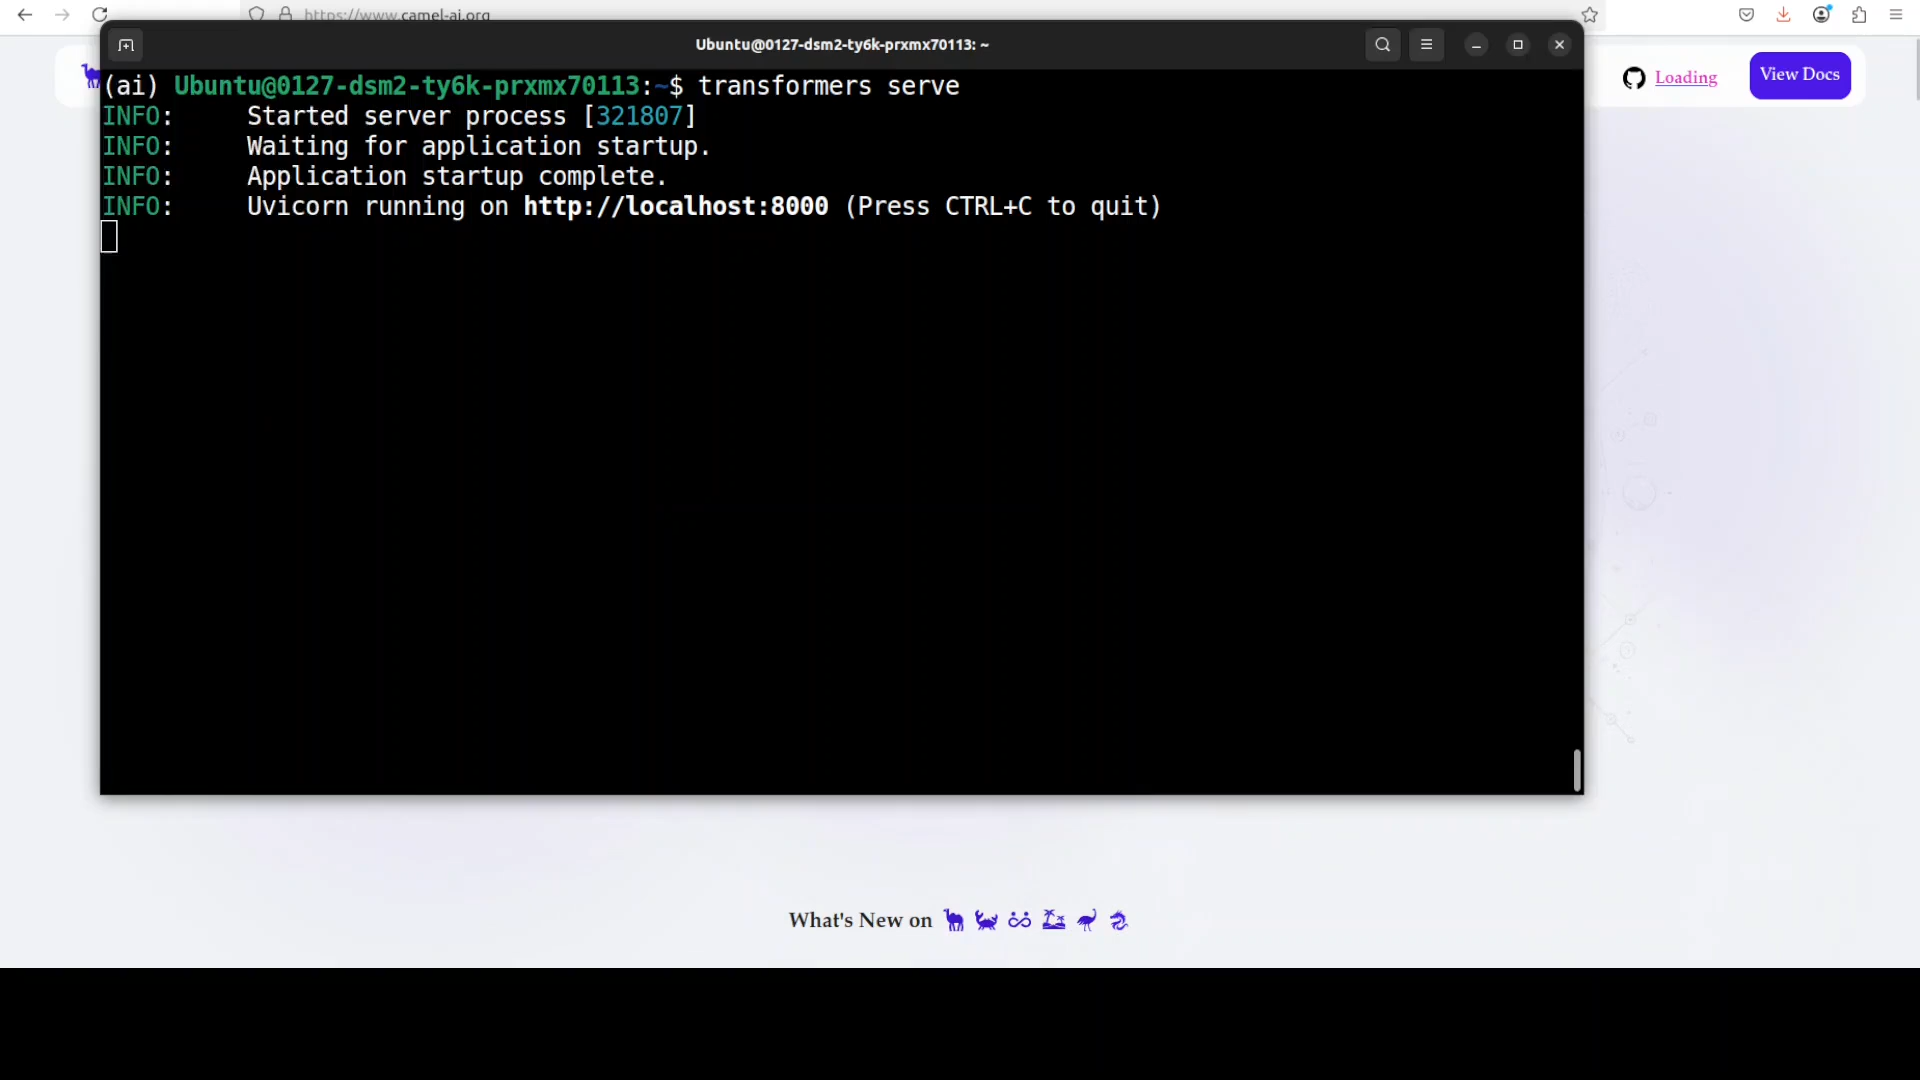 https://www.camel-ai.org
Ubuntu@0127-dsm2-ty6k-prxmx70113: ~
Loading
View Docs
(ai) Ubuntu@0127-dsm2-ty6k-prxmx70113:~$ transformers serve
INFO:     Started server process [321807]
INFO:     Waiting for application startup.
INFO:     Application startup complete.
INFO:     Uvicorn running on http://localhost:8000 (Press CTRL+C to quit)
What's New on